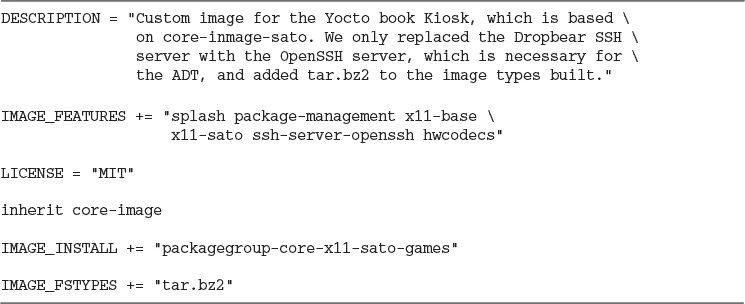 DESCRIPTION = "Custom image for the Yocto book Kiosk, which is based \
on core-inmage-sato. We only replaced the Dropbear SSH \
server with the OpenSSH server, which is necessary for \
the ADT, and added tar.bz2 to the image types built."
IMAGE_FEATURES += "splash package-management x11-base \
x11-sato ssh-server-openssh hwcodecs"
LICENSE = "MIT"
inherit core-image
IMAGE_INSTALL += "packagegroup-core-x11-sato-games"
IMAGE_FSTYPES += "tar.bz2"